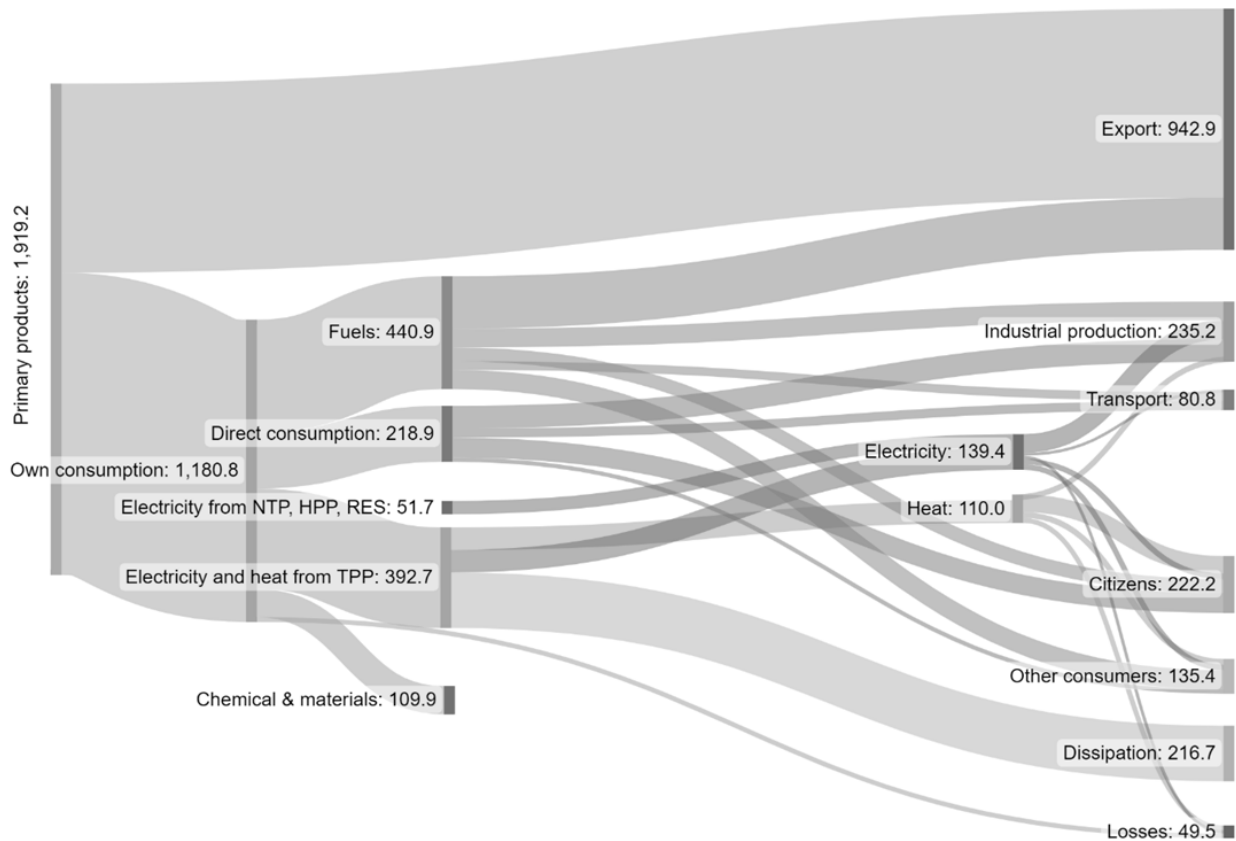 Primary products: 1,919.2
Own consumption: 1,180.8
Fuels: 440.9
Direct consumption: 218.9
Electricity from NTP, HPP, RES: 51.7
Electricity and heat from TPP: 392.7
Chemical & materials: 109.9
Electricity: 139.4
Heat: 110.0
Export: 942.9
Industrial production: 235.2
Transport: 80.8
Citizens: 222.2
Other consumers: 135.4
Dissipation: 216.7
Losses: 49.5